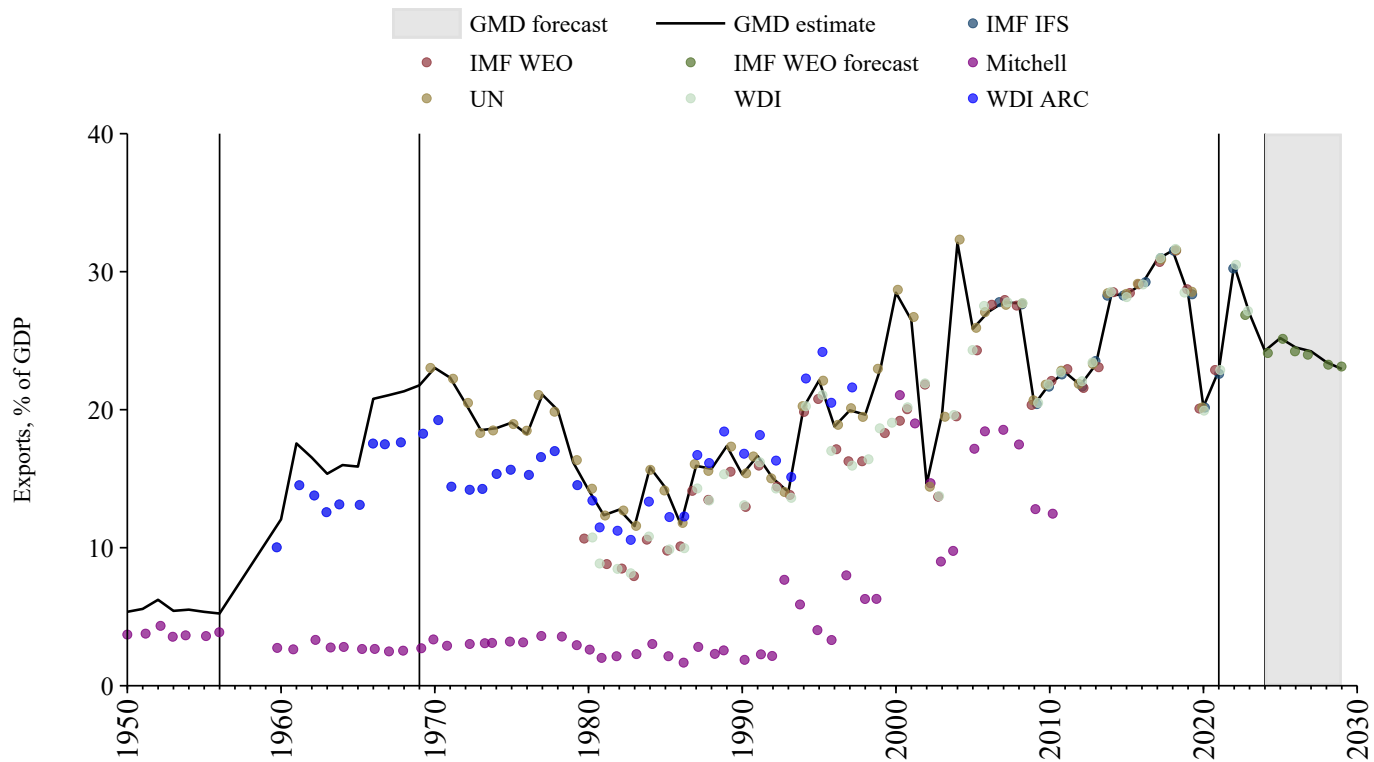 GMD forecast GMD estimate IMF IFS
IMF WEO IMF WEO forecast Mitchell
UN WDI WDI ARC
Exports, % of GDP
40
30
20
10
0
1950 1960 1970 1980 1990 2000 2010 2020 2030